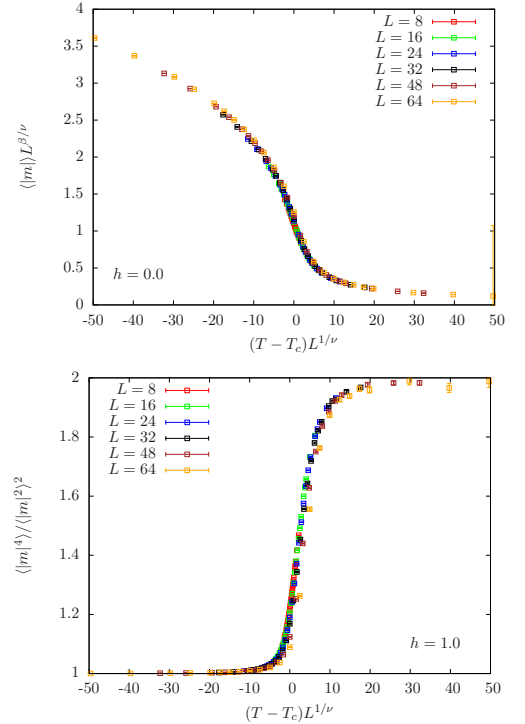 4
3.5
3
2.5
2
1.5
1
0.5
0
⟨|m|⟩L^{β/ν}
L = 8
L = 16
L = 24
L = 32
L = 48
L = 64
h = 0.0
-50 -40 -30 -20 -10 0 10 20 30 40 50
(T − T_c)L^{1/ν}
2
1.8
1.6
1.4
1.2
1
⟨|m|^4⟩/⟨|m|^2⟩^2
L = 8
L = 16
L = 24
L = 32
L = 48
L = 64
h = 1.0
-50 -40 -30 -20 -10 0 10 20 30 40 50
(T − T_c)L^{1/ν}